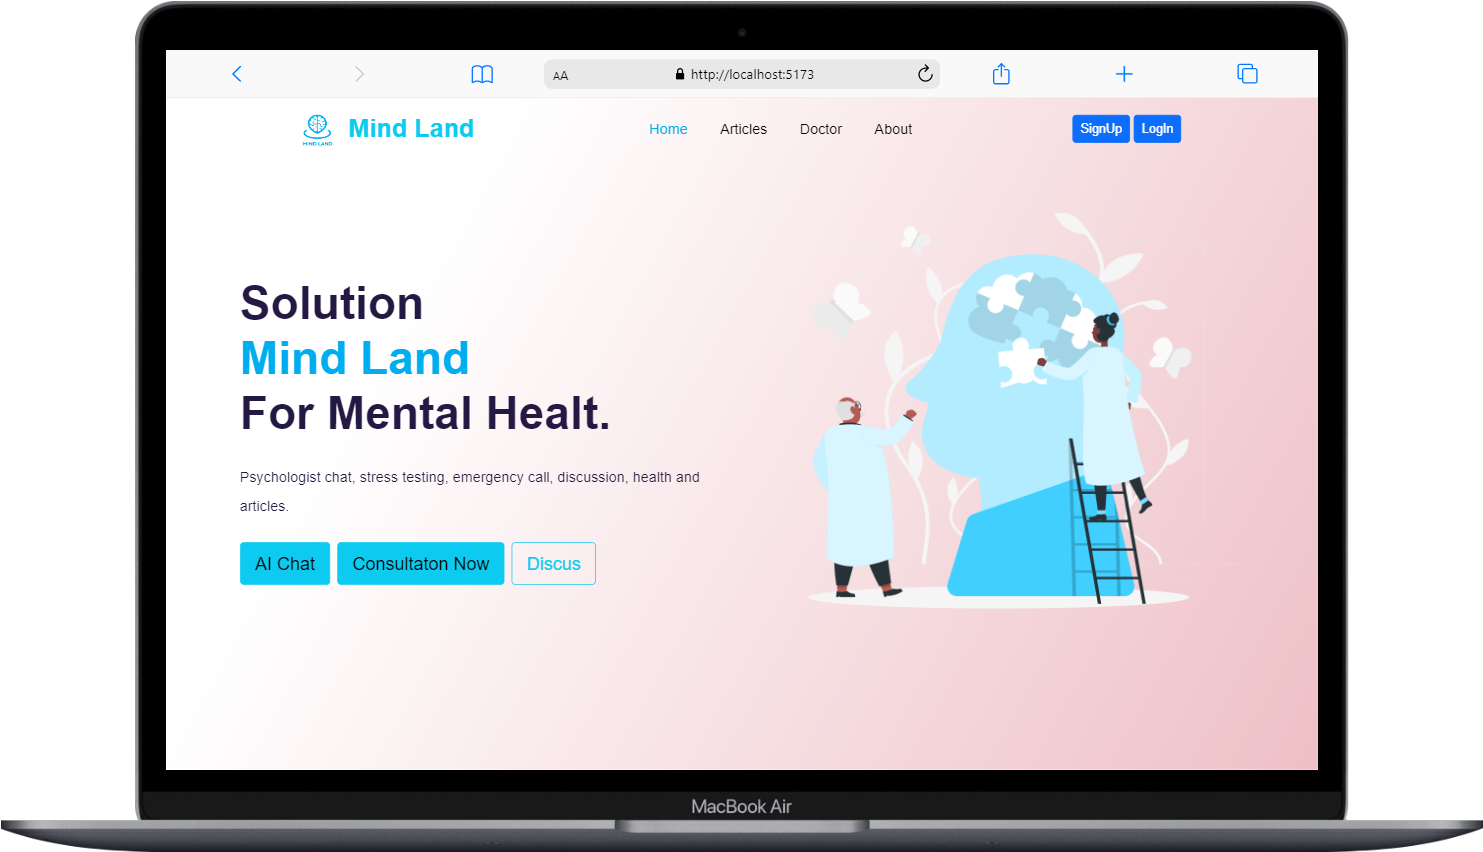 AA
http://localhost:5173
MIND LAND
Mind Land
Home
Articles
Doctor
About
SignUp
LogIn
Solution
Mind Land
For Mental Healt.
Psychologist chat, stress testing, emergency call, discussion, health and
articles.
AI Chat
Consultaton Now
Discus
MacBook Air